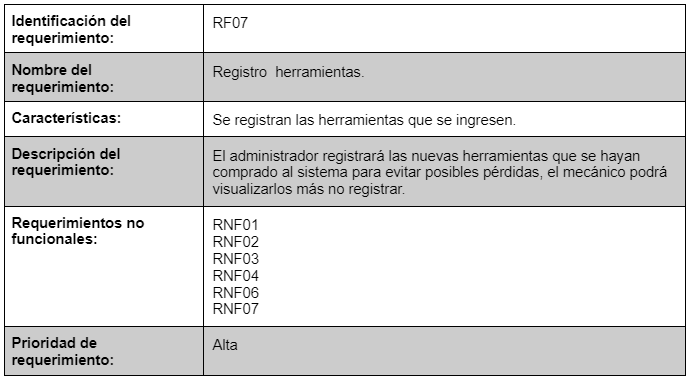 Identificación del
requerimiento:
RF07
Nombre del
requerimiento:
Registro  herramientas.
Características:
Se registran las herramientas que se ingresen.
Descripción del
requerimiento:
El administrador registrará las nuevas herramientas que se hayan
comprado al sistema para evitar posibles pérdidas, el mecánico podrá
visualizarlos más no registrar.
Requerimientos no
funcionales:
RNF01
RNF02
RNF03
RNF04
RNF06
RNF07
Prioridad de
requerimiento:
Alta